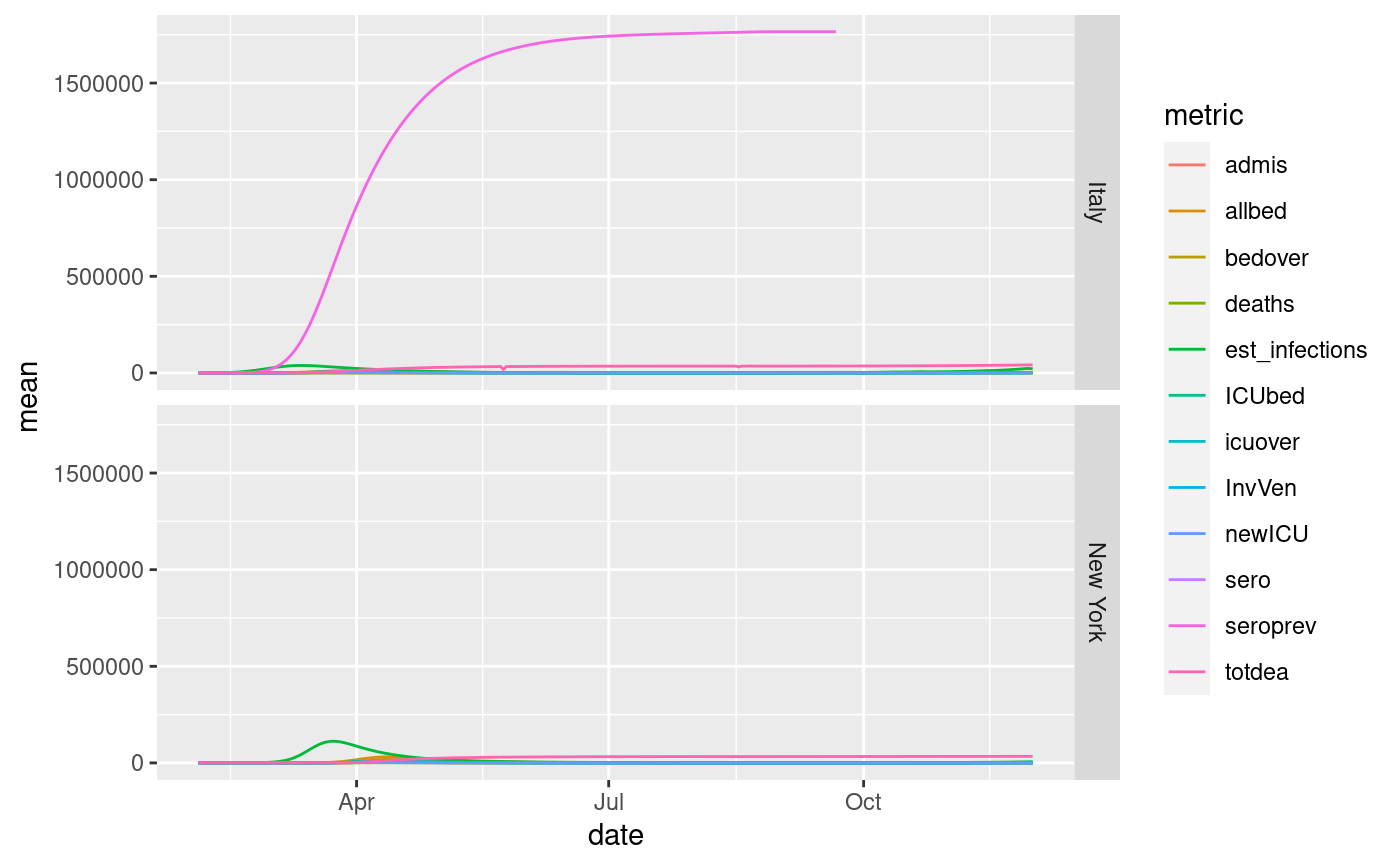 mean
1500000
1000000
500000
0
Italy
1500000
1000000
500000
0
New York
Apr
Jul
Oct
date
metric
admis
allbed
bedover
deaths
est_infections
ICUbed
icuover
InvVen
newICU
sero
seroprev
totdea